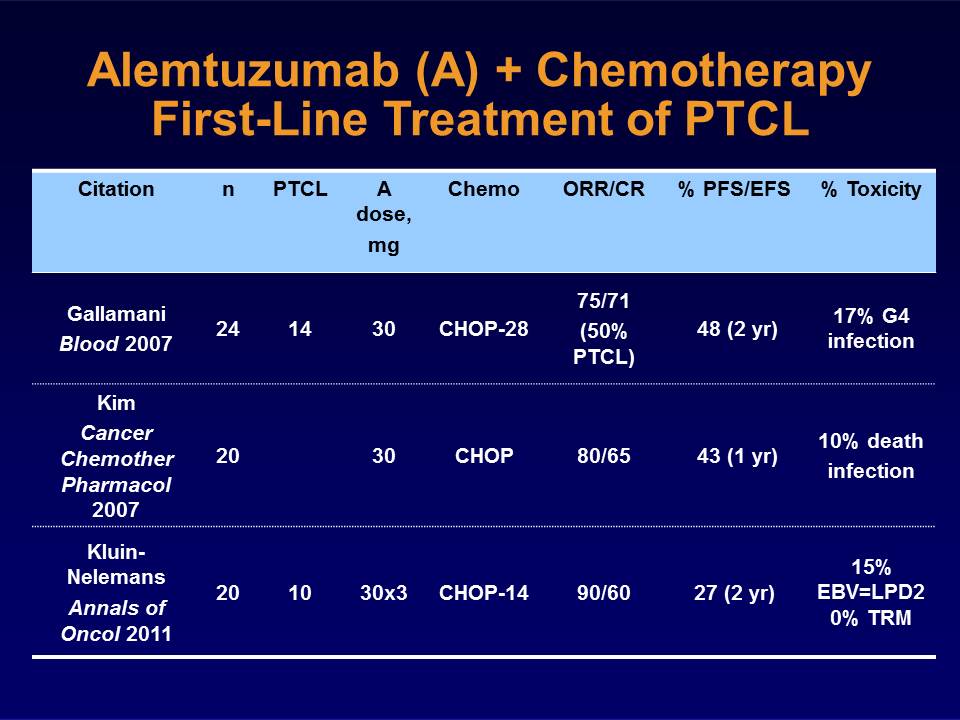 Alemtuzumab (A) + Chemotherapy
First-Line Treatment of PTCL
Citation n PTCL A dose, mg Chemo ORR/CR % PFS/EFS % Toxicity
Gallamani Blood 2007 24 14 30 CHOP-28 75/71 (50% PTCL) 48 (2 yr) 17% G4 infection
Kim Cancer Chemother Pharmacol 2007 20 30 CHOP 80/65 43 (1 yr) 10% death infection
Kluin-Nelemans Annals of Oncol 2011 20 10 30x3 CHOP-14 90/60 27 (2 yr) 15% EBV=LPD2 0% TRM